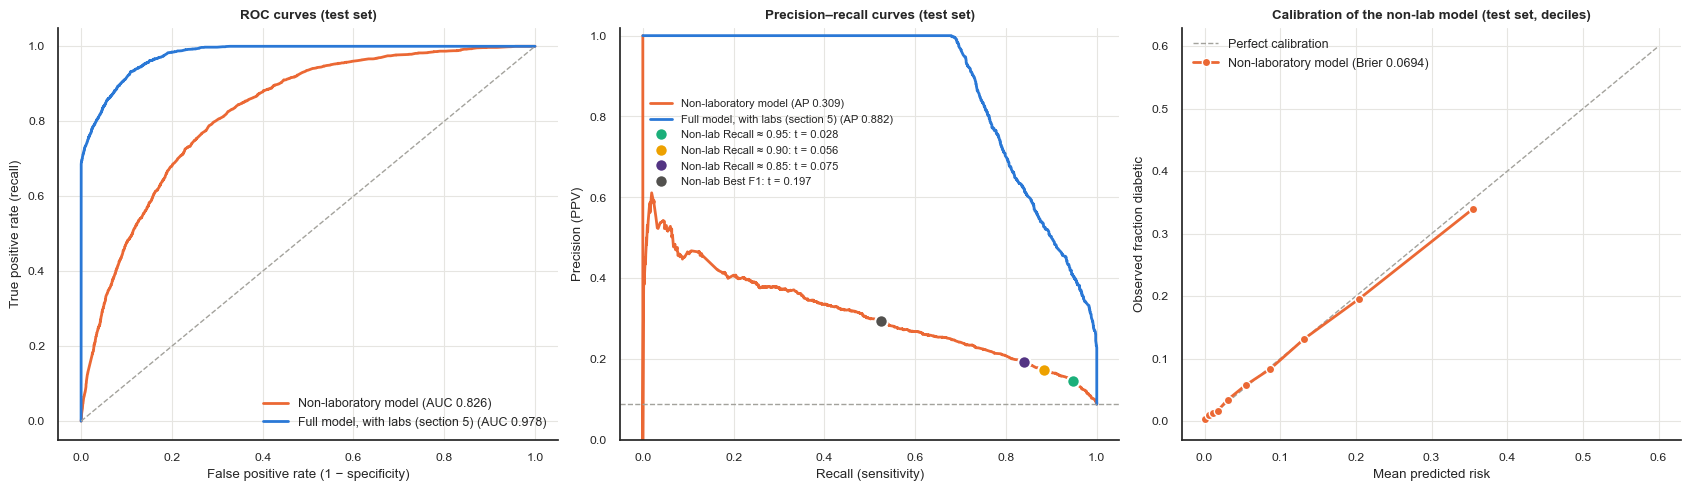 ROC curves (test set)
1.0
0.8
0.6
0.4
0.2
0.0
True positive rate (recall)
Non-laboratory model (AUC 0.826)
Full model, with labs (section 5) (AUC 0.978)
0.0 0.2 0.4 0.6 0.8 1.0
False positive rate (1 − specificity)
Precision–recall curves (test set)
1.0
0.8
0.6
0.4
0.2
0.0
Precision (PPV)
Non-laboratory model (AP 0.309)
Full model, with labs (section 5) (AP 0.882)
Non-lab Recall ≈ 0.95: t = 0.028
Non-lab Recall ≈ 0.90: t = 0.056
Non-lab Recall ≈ 0.85: t = 0.075
Non-lab Best F1: t = 0.197
0.0 0.2 0.4 0.6 0.8 1.0
Recall (sensitivity)
Calibration of the non-lab model (test set, deciles)
0.6
0.5
0.4
0.3
0.2
0.1
0.0
Observed fraction diabetic
Perfect calibration
Non-laboratory model (Brier 0.0694)
0.0 0.1 0.2 0.3 0.4 0.5 0.6
Mean predicted risk